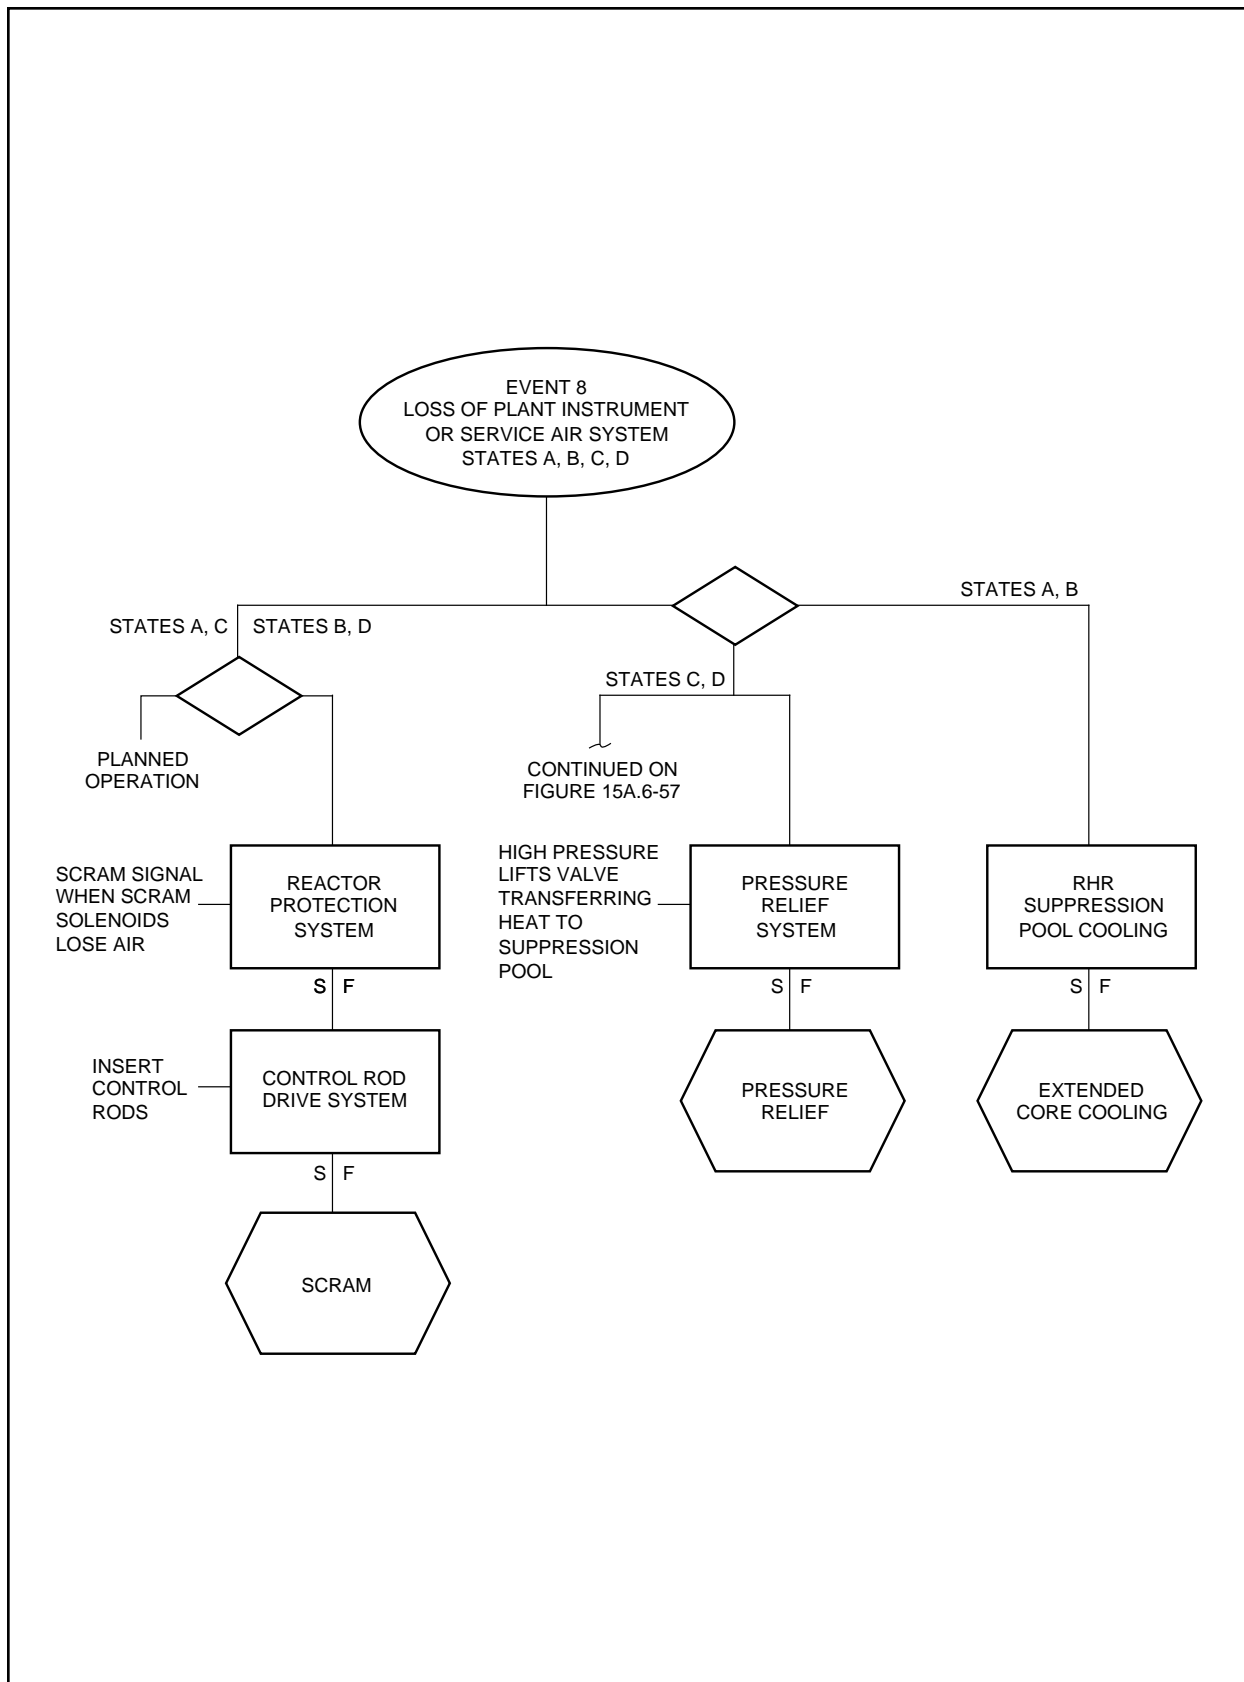 EVENT 8
LOSS OF PLANT INSTRUMENT
OR SERVICE AIR SYSTEM
STATES A, B, C, D
STATES A, B
STATES A, C
STATES B, D
STATES C, D
PLANNED
OPERATION
CONTINUED ON
FIGURE 15A.6-57
SCRAM SIGNAL
WHEN SCRAM
SOLENOIDS
LOSE AIR
REACTOR
PROTECTION
SYSTEM
HIGH PRESSURE
LIFTS VALVE
TRANSFERRING
HEAT TO
SUPPRESSION
POOL
PRESSURE
RELIEF
SYSTEM
RHR
SUPPRESSION
POOL COOLING
S F
S F
S F
INSERT
CONTROL
RODS
CONTROL ROD
DRIVE SYSTEM
PRESSURE
RELIEF
EXTENDED
CORE COOLING
S F
SCRAM